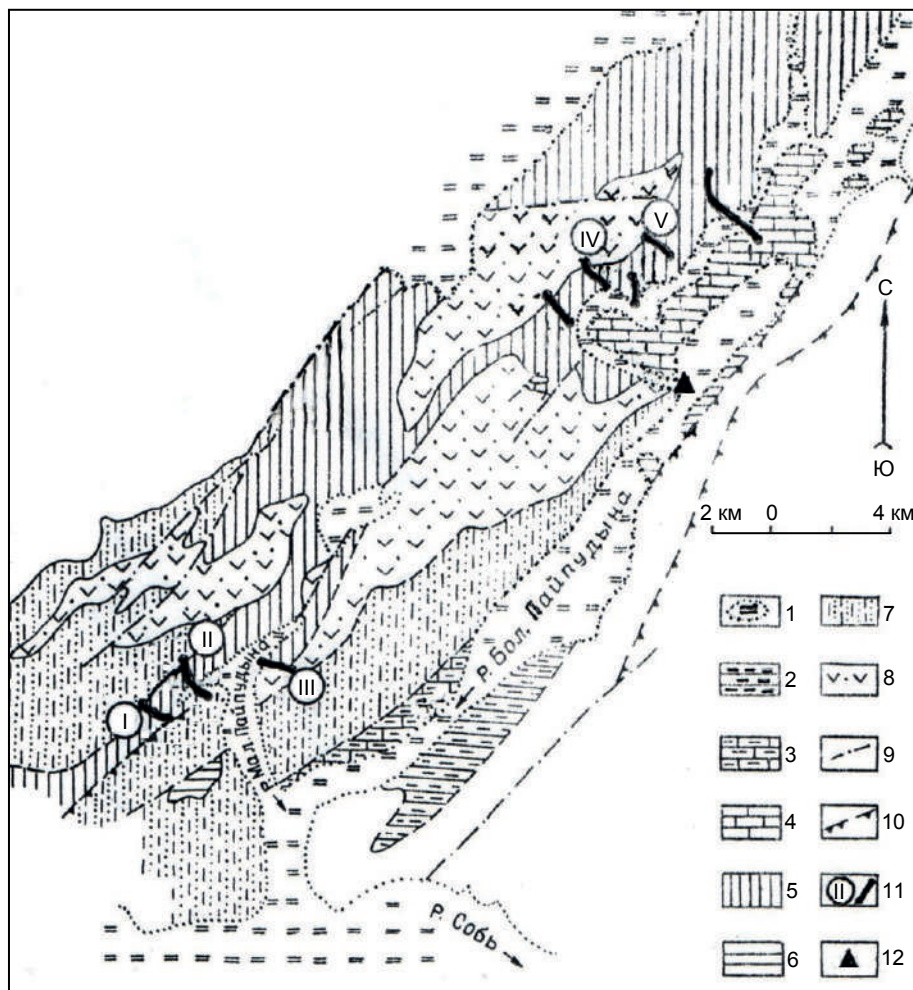 V
IV
С
Ю
2 км 0 4 км
р. Бол. Пайпудына
II
III
I
р. Мал. Пайпудына
р. Собь
1
7
2
8
3
9
4
10
5
II
11
6
12